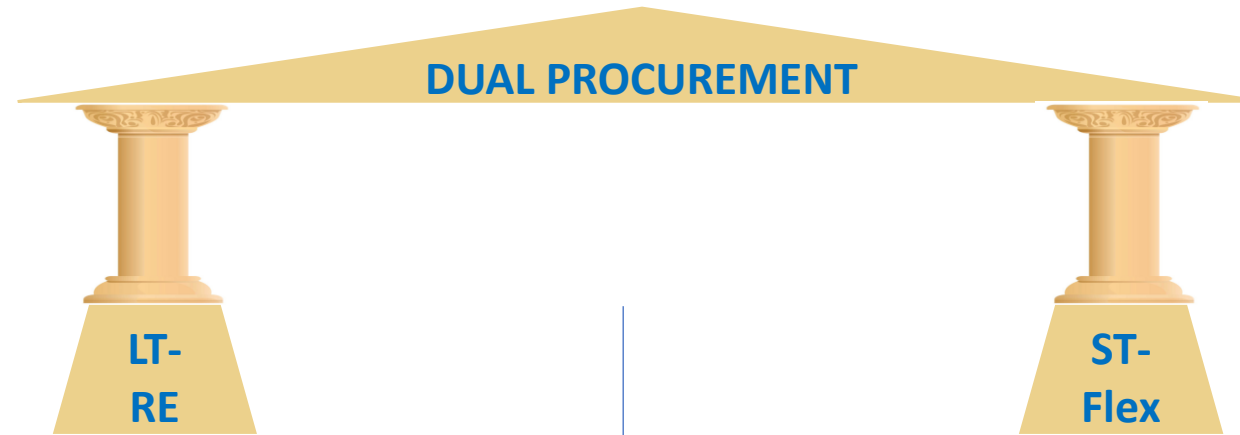 DUAL PROCUREMENT
LT-
RE
ST-
Flex